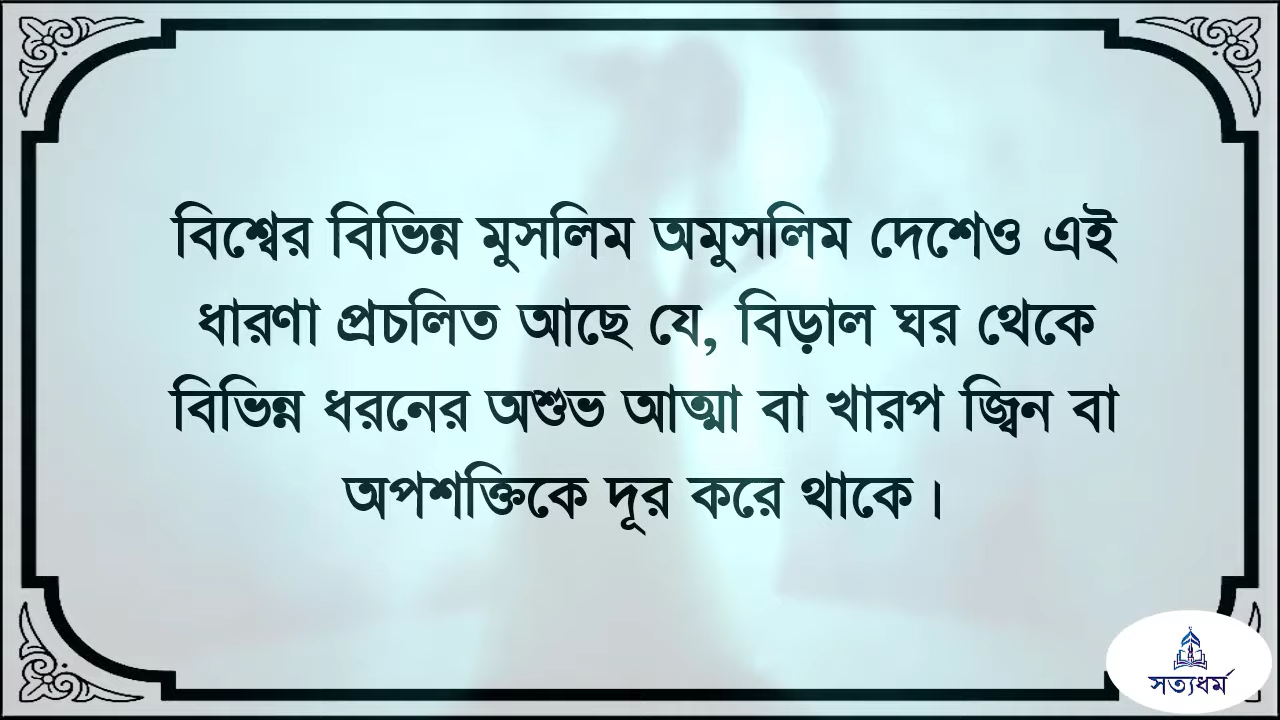 বিশ্বের বিভিন্ন মুসলিম অমুসলিম দেশেও এই
ধারণা প্রচলিত আছে যে, বিড়াল ঘর থেকে
বিভিন্ন ধরনের অশুভ আত্মা বা খারপ জ্বিন বা
অপশক্তিকে দূর করে থাকে।
সত্যধর্ম